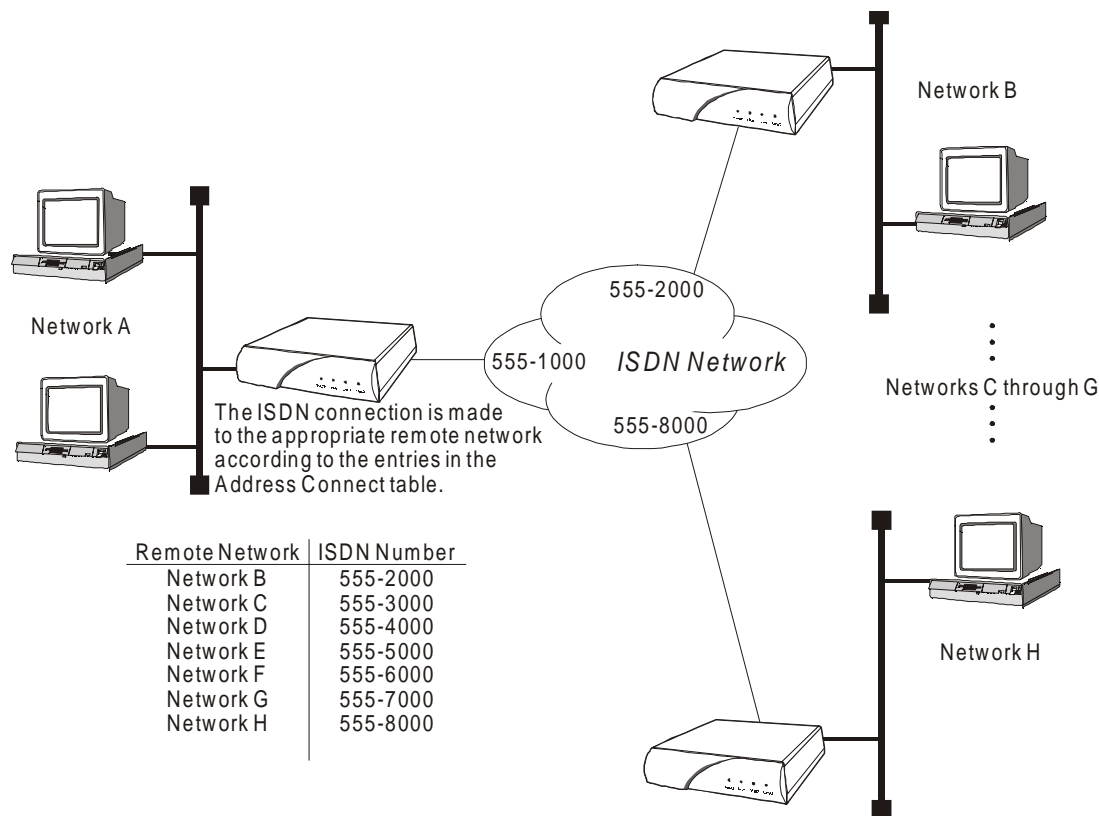 Network B
Network A
555-2000
555-1000
ISDN Network
555-8000
Networks C through G
The ISDN connection is made
to the appropriate remote network
according to the entries in the
Address Connect table.
Remote Network ISDN Number
Network B 555-2000
Network C 555-3000
Network D 555-4000
Network E 555-5000
Network F 555-6000
Network G 555-7000
Network H 555-8000
Network H